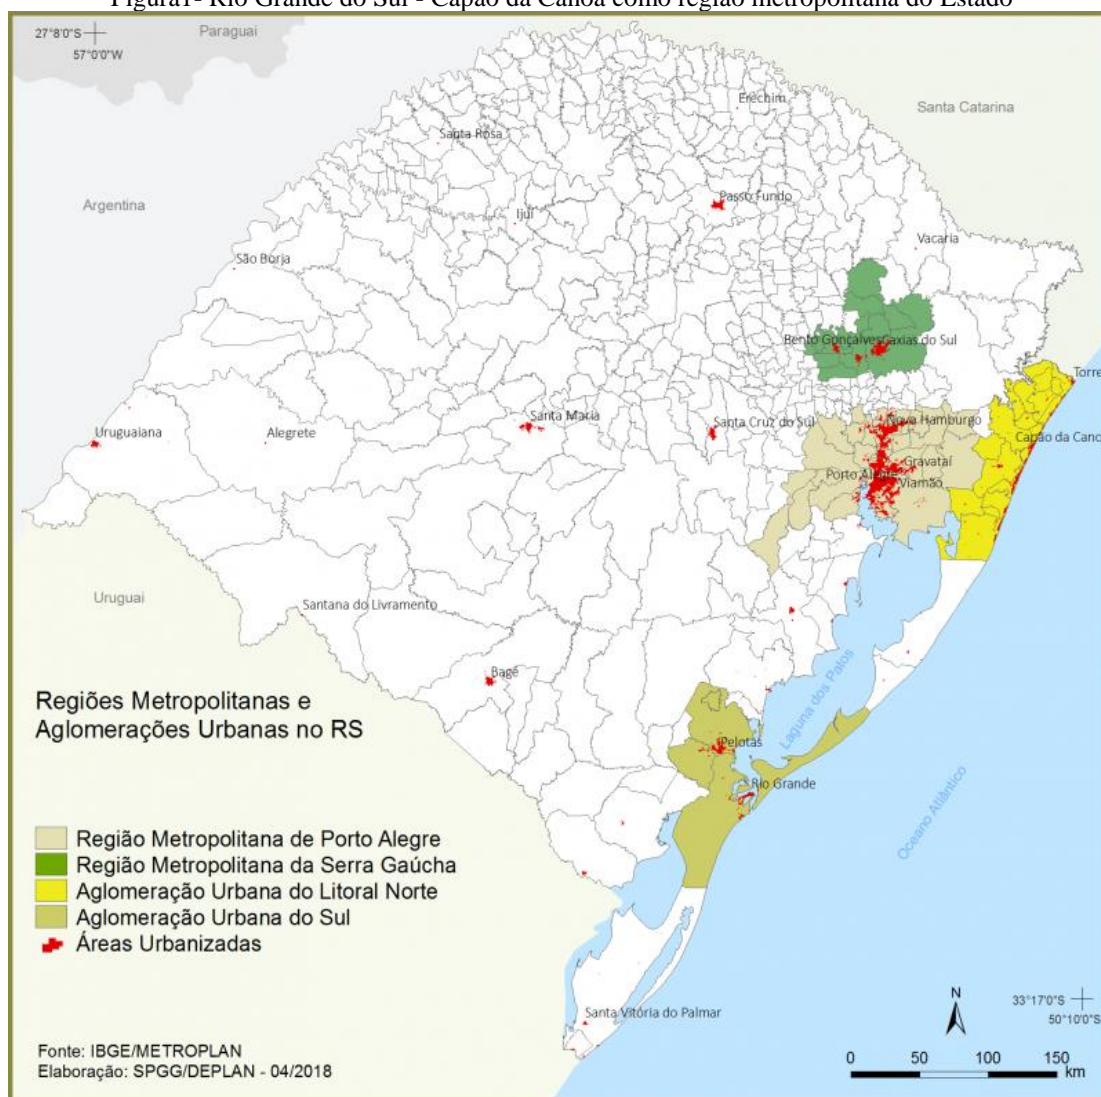 Figura1- Rio Grande do Sul - Capão da Canoa como região metropolitana do Estado
27°8'0"S
57°0'0"W
Paraguai
Santa Catarina
Erechim
Santa Rosa
Argentina
Passo Fundo
Ijuí
Vacaria
São Borja
Bento Gonçalves
Caxias do Sul
Torre
Santa Maria
Santa Cruz do Sul
Novo Hamburgo
Uruguaiana
Alegrete
Capão da Cano
Gravataí
Porto Alegre
Viamão
Uruguai
Santana do Livramento
Bagé
Laguna dos Patos
Pelotas
Rio Grande
Oceano Atlântico
Regiões Metropolitanas e
Aglomerações Urbanas no RS
Região Metropolitana de Porto Alegre
Região Metropolitana da Serra Gaúcha
Aglomeração Urbana do Litoral Norte
Aglomeração Urbana do Sul
Áreas Urbanizadas
Santa Vitória do Palmar
N
33°17'0"S
50°10'0"S
Fonte: IBGE/METROPLAN
Elaboração: SPGG/DEPLAN - 04/2018
0 50 100 150
km